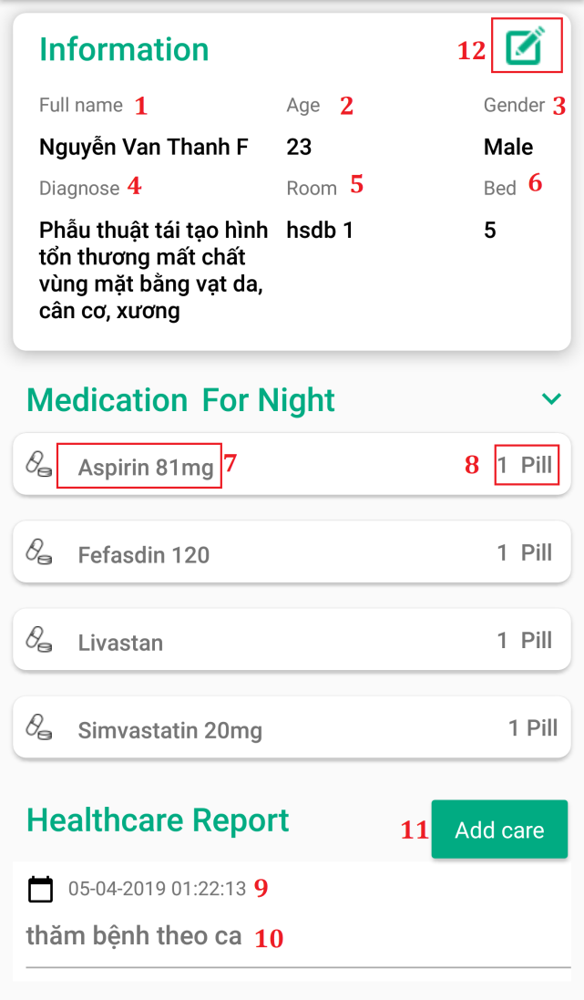 Information 12
Full name 1 Age 2 Gender 3
Nguyễn Van Thanh F 23 Male
Diagnose 4 Room 5 Bed 6
Phẫu thuật tái tạo hình hsdb 1 5
tổn thương mất chất
vùng mặt bằng vạt da,
cân cơ, xương
Medication For Night
Aspirin 81mg 7 8 1 Pill
Fefasdin 120 1 Pill
Livastan 1 Pill
Simvastatin 20mg 1 Pill
Healthcare Report 11 Add care
05-04-2019 01:22:13 9
thăm bệnh theo ca 10